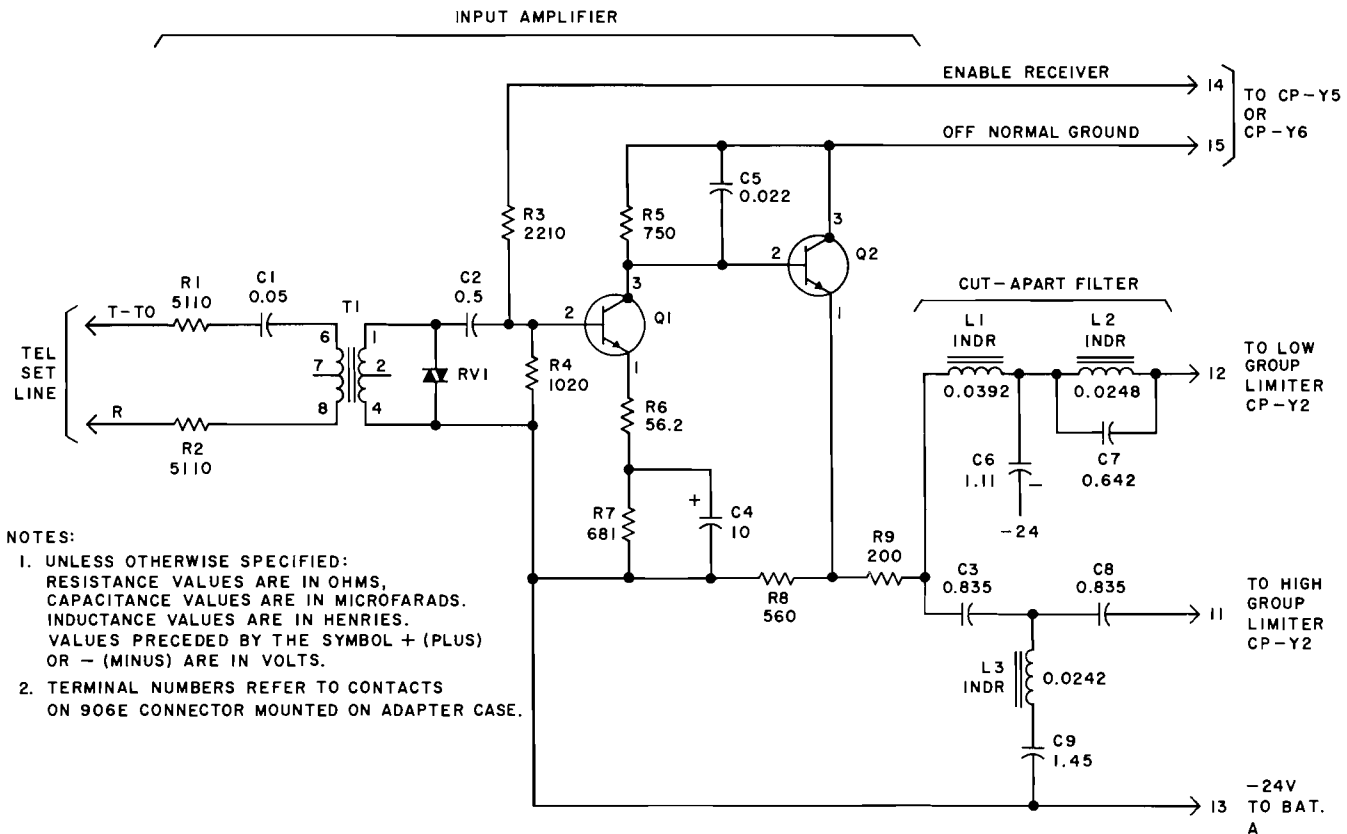 INPUT AMPLIFIER
ENABLE RECEIVER
14
TO CP-Y5
OR
CP-Y6
OFF NORMAL GROUND
15
C5
0.022
R3
2210
R5
750
3
2
Q2
1
R1
5110
C1
0.05
T1
C2
0.5
3
2
Q1
1
CUT-APART FILTER
L1
INDR
0.0392
L2
INDR
0.0248
12
TO LOW
GROUP
LIMITER
CP-Y2
TEL
SET
LINE
T-TO
R
6
7
8
1
2
4
RV1
R4
1020
R2
5110
R6
56.2
C6
1.11
−
-24
C7
0.642
R7
681
+
C4
10
R9
200
R8
560
C3
0.835
C8
0.835
11
TO HIGH
GROUP
LIMITER
CP-Y2
L3
INDR
0.0242
C9
1.45
13
-24V
TO BAT.
A
NOTES:
1. UNLESS OTHERWISE SPECIFIED:
RESISTANCE VALUES ARE IN OHMS,
CAPACITANCE VALUES ARE IN MICROFARADS.
INDUCTANCE VALUES ARE IN HENRIES.
VALUES PRECEDED BY THE SYMBOL + (PLUS)
OR − (MINUS) ARE IN VOLTS.
2. TERMINAL NUMBERS REFER TO CONTACTS
ON 906E CONNECTOR MOUNTED ON ADAPTER CASE.